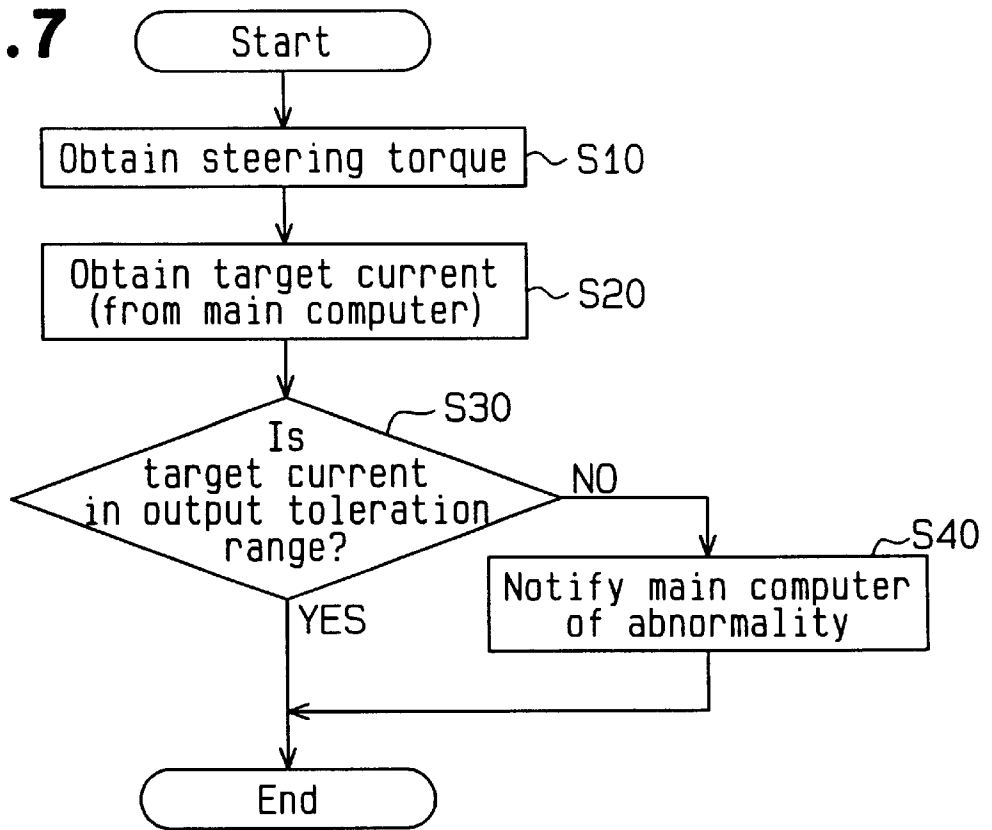 .7
Start
Obtain steering torque
S10
Obtain target current
(from main computer)
S20
S30
Is
target current
in output toleration
range?
NO
S40
Notify main computer
of abnormality
YES
End